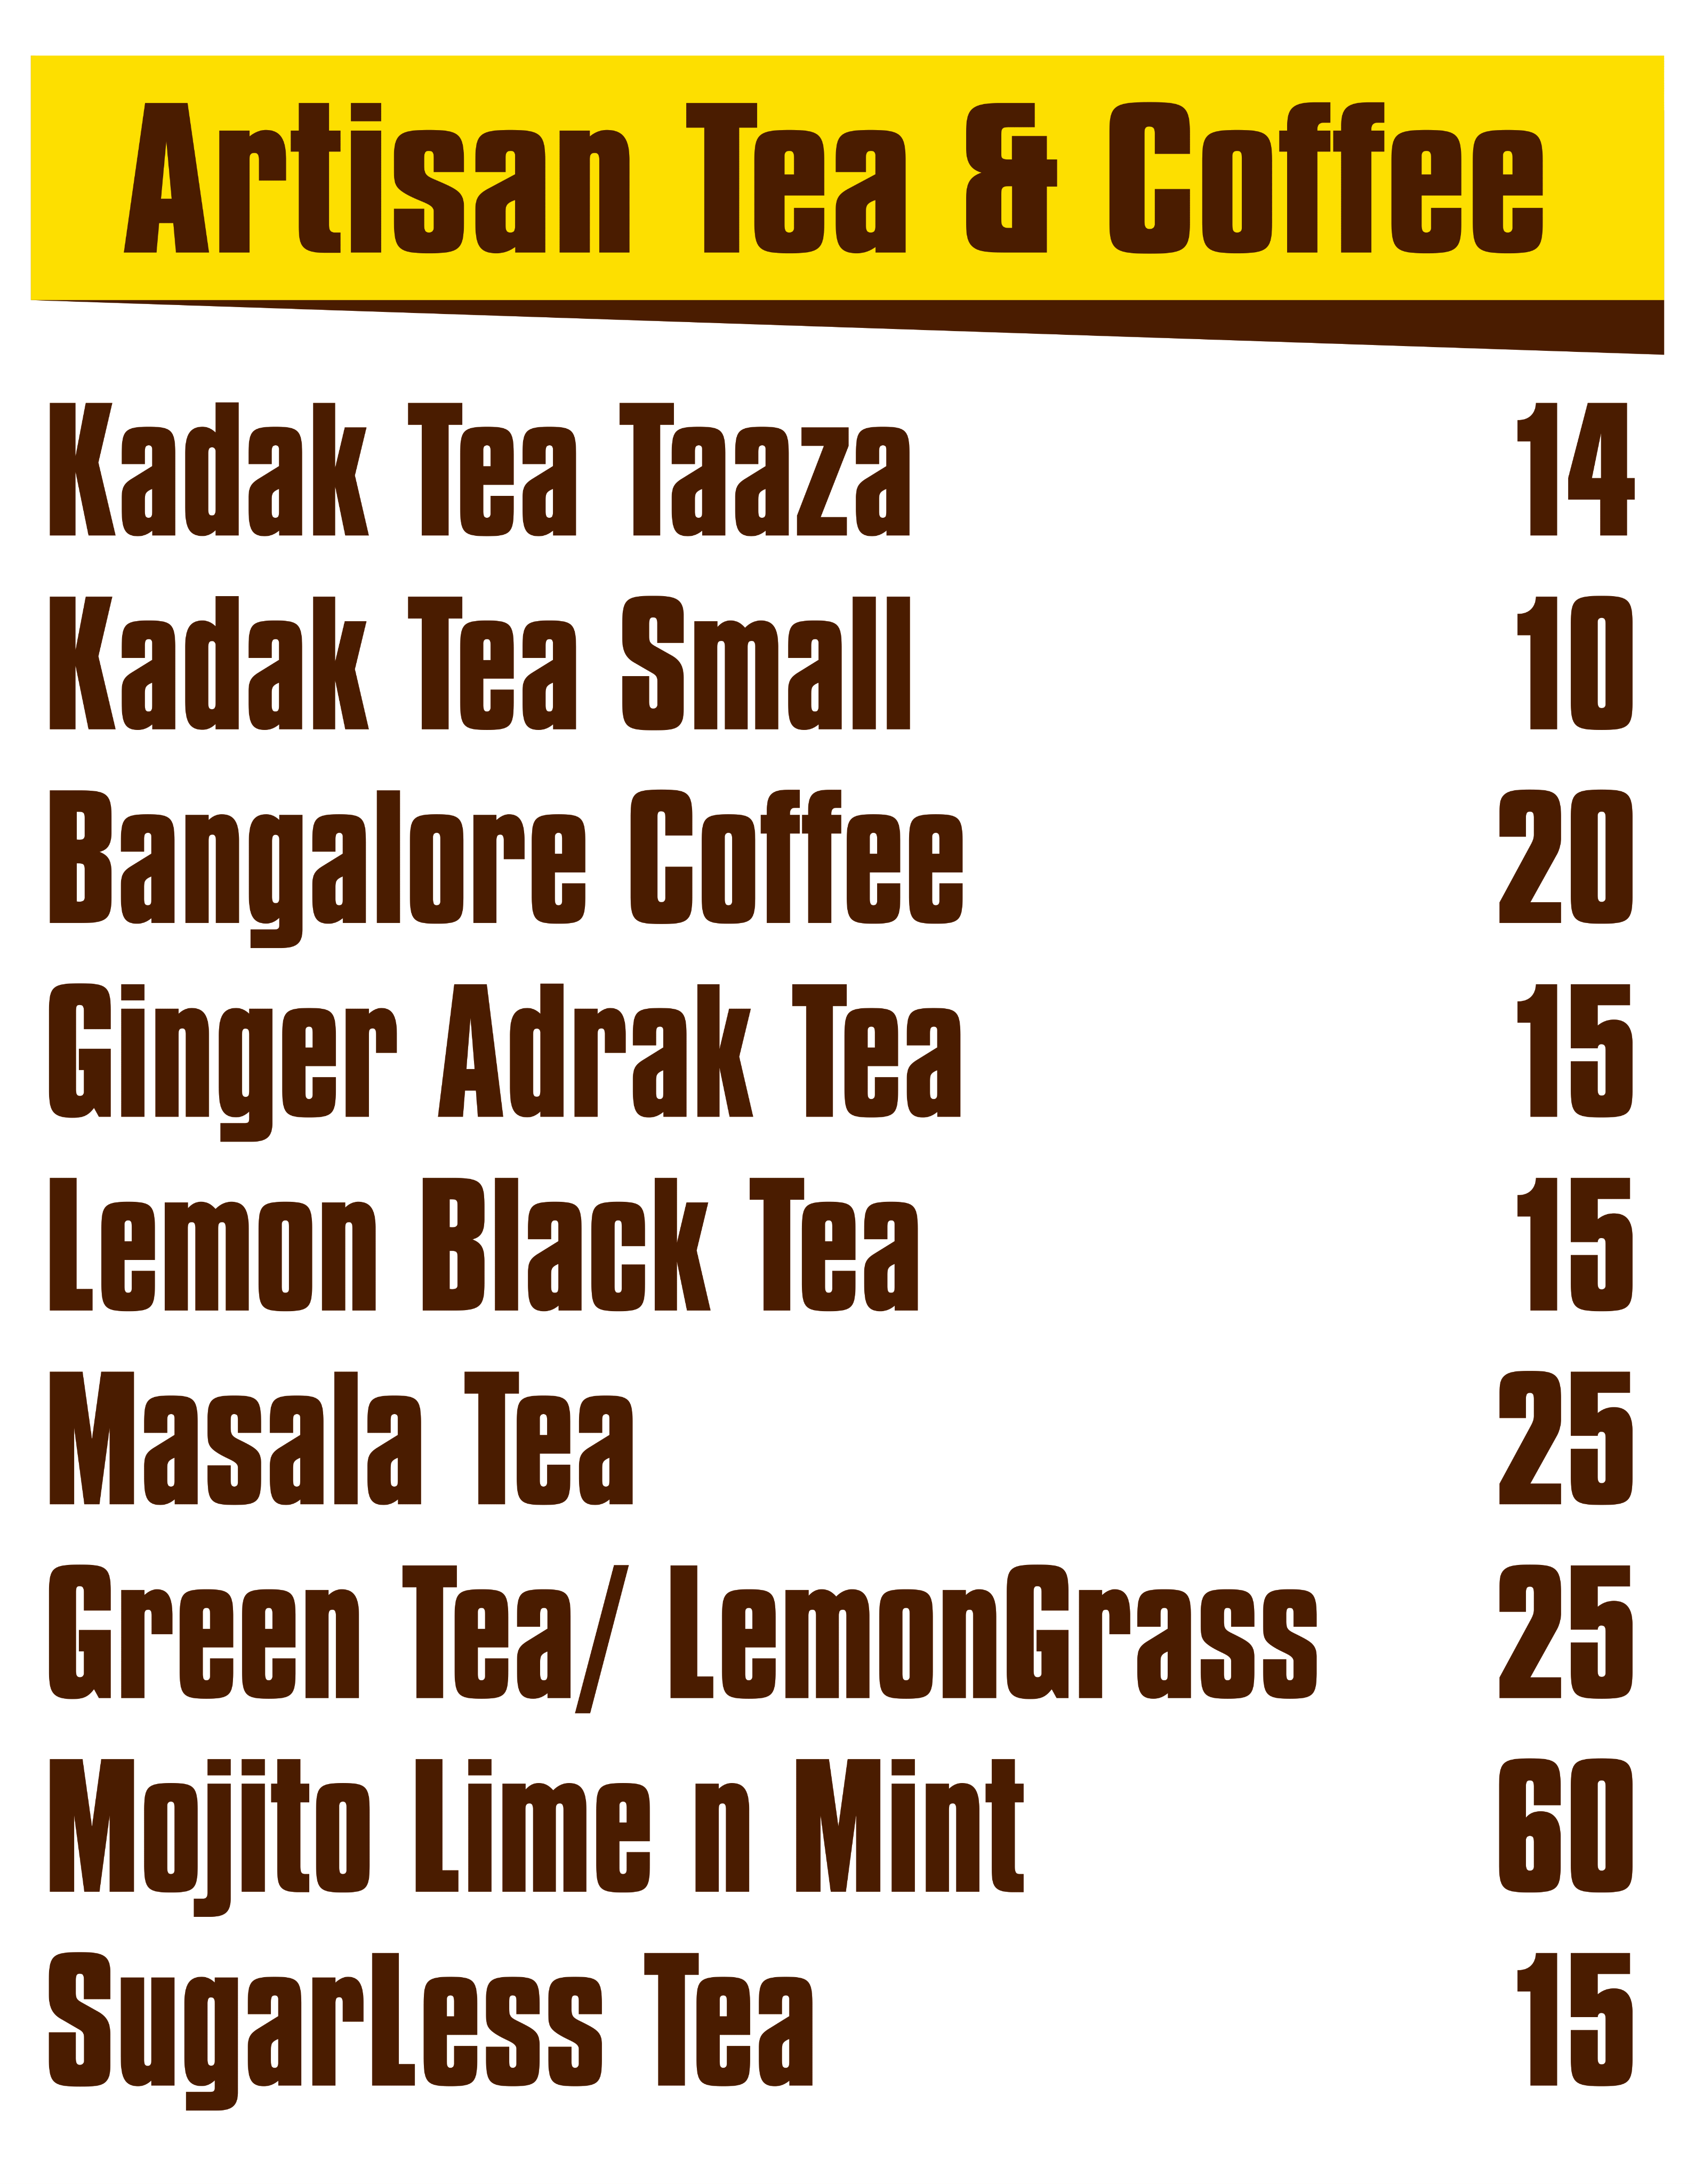 Artisan Tea & Coffee
Kadak Tea Taaza 14
Kadak Tea Small 10
Bangalore Coffee 20
Ginger Adrak Tea 15
Lemon Black Tea 15
Masala Tea 25
Green Tea/ LemonGrass 25
Mojito Lime n Mint 60
SugarLess Tea 15